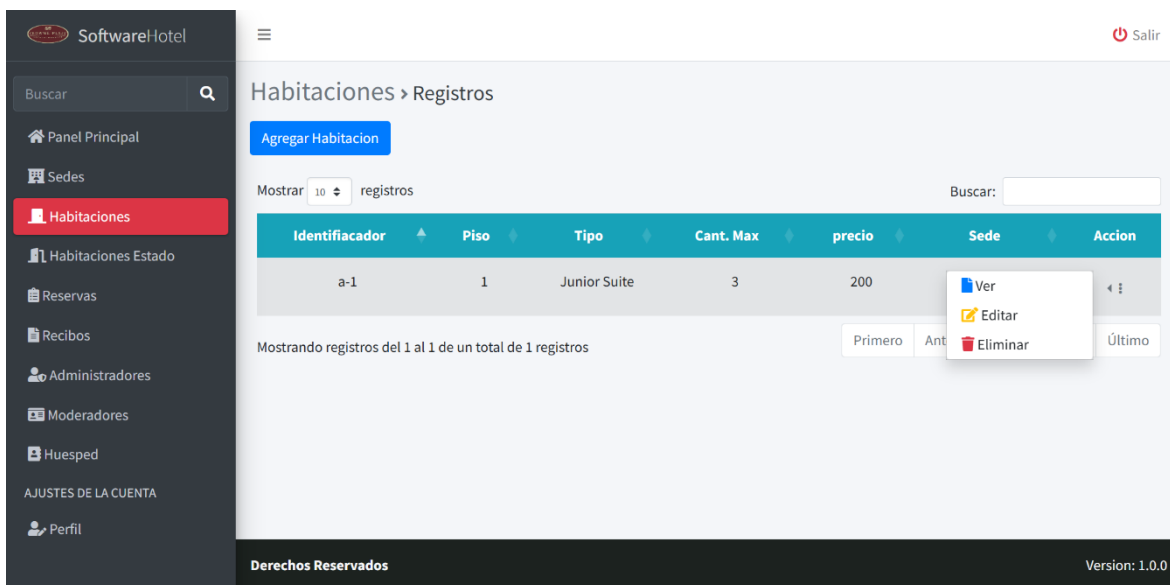 SoftwareHotel
Salir
Buscar
Panel Principal
Sedes
Habitaciones
Habitaciones Estado
Reservas
Recibos
Administradores
Moderadores
Huesped
AJUSTES DE LA CUENTA
Perfil
Habitaciones › Registros
Agregar Habitacion
Mostrar 10 registros
Buscar:
Identifiacador Piso Tipo Cant. Max precio Sede Accion
a-1 1 Junior Suite 3 200
Ver
Editar
Eliminar
Mostrando registros del 1 al 1 de un total de 1 registros
Primero Ant Último
Derechos Reservados
Version: 1.0.0